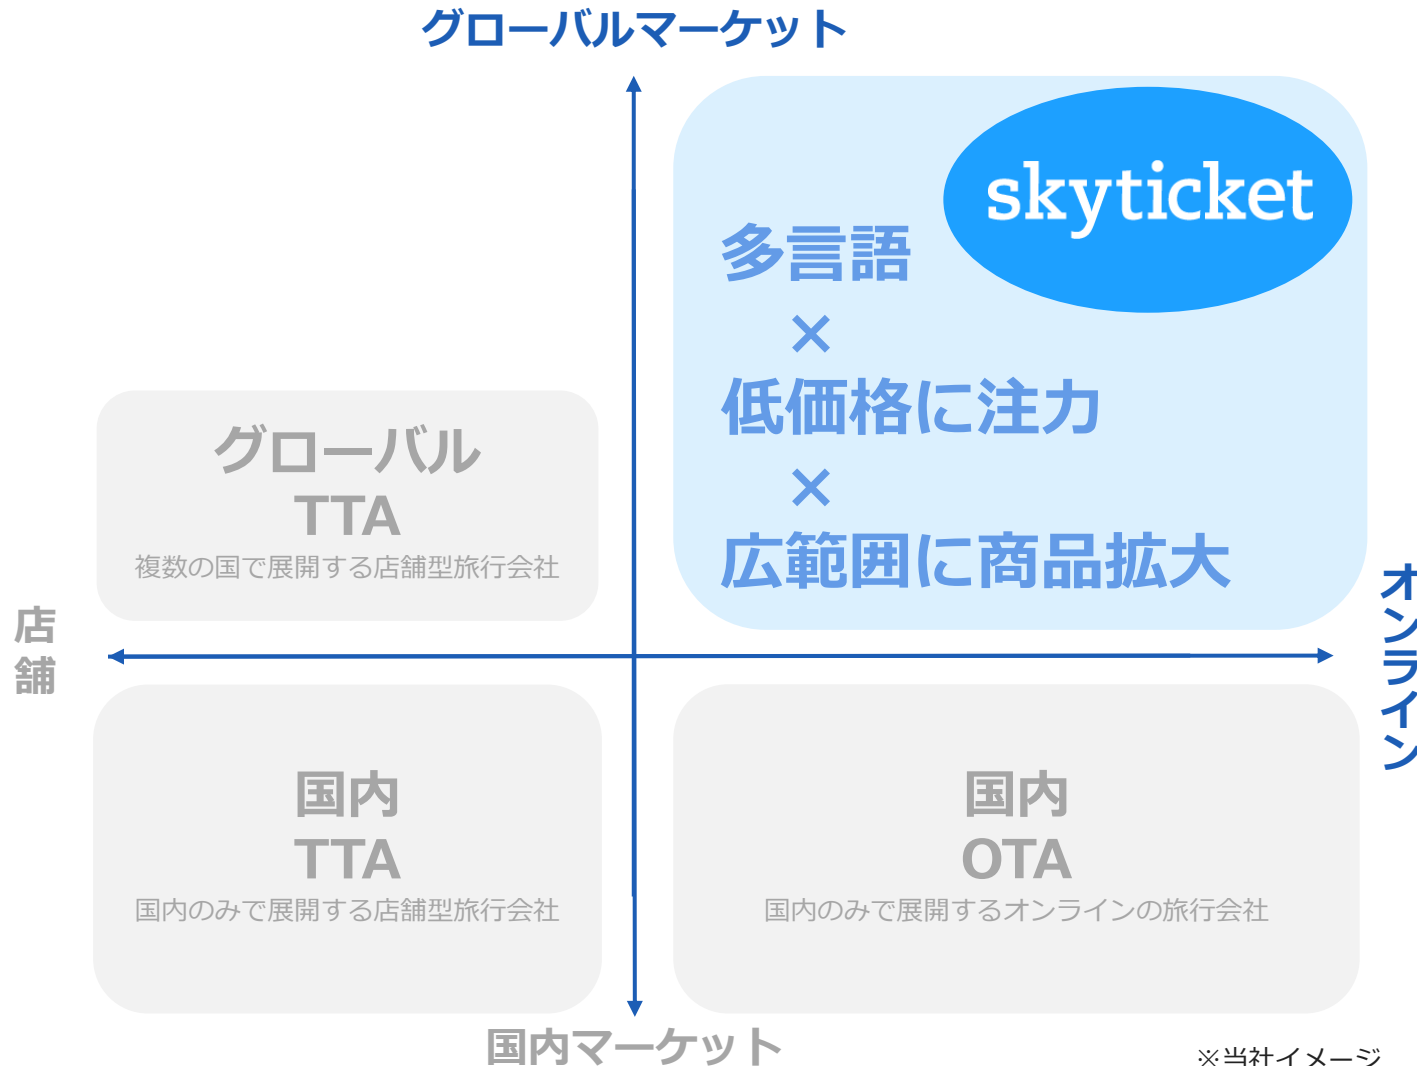 グローバルマーケット
skyticket
多言語
×
低価格に注力
×
広範囲に商品拡大
グローバル
TTA
複数の国で展開する店舗型旅行会社
店舗
オンライン
国内
TTA
国内のみで展開する店舗型旅行会社
国内
OTA
国内のみで展開するオンラインの旅行会社
国内マーケット
※当社イメージ